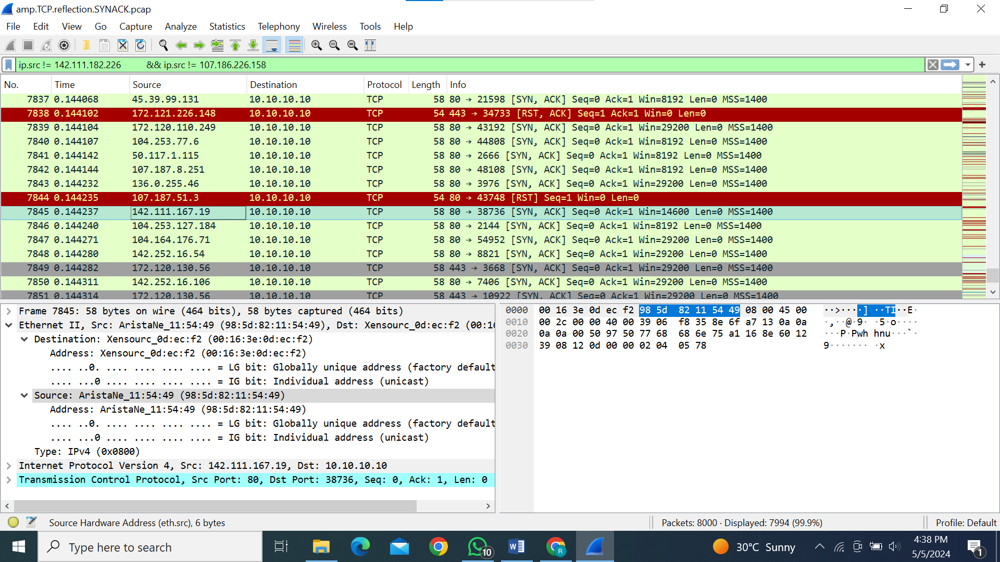 amp.TCP.reflection.SYNACK.pcap
File Edit View Go Capture Analyze Statistics Telephony Wireless Tools Help
ip.src != 142.111.182.226 && ip.src != 107.186.226.158
No. Time Source Destination Protocol Length Info
7837 0.144068 45.39.99.131 10.10.10.10 TCP 58 80 → 21598 [SYN, ACK] Seq=0 Ack=1 Win=8192 Len=0 MSS=1400
7838 0.144102 172.121.226.148 10.10.10.10 TCP 54 443 → 34733 [RST, ACK] Seq=1 Ack=1 Win=0 Len=0
7839 0.144104 172.120.110.249 10.10.10.10 TCP 58 80 → 43192 [SYN, ACK] Seq=0 Ack=1 Win=29200 Len=0 MSS=1400
7840 0.144107 104.253.77.6 10.10.10.10 TCP 58 80 → 44808 [SYN, ACK] Seq=0 Ack=1 Win=8192 Len=0 MSS=1400
7841 0.144142 50.117.1.115 10.10.10.10 TCP 58 80 → 2666 [SYN, ACK] Seq=0 Ack=1 Win=8192 Len=0 MSS=1400
7842 0.144144 107.187.8.251 10.10.10.10 TCP 58 80 → 48108 [SYN, ACK] Seq=0 Ack=1 Win=8192 Len=0 MSS=1400
7843 0.144232 136.0.255.46 10.10.10.10 TCP 58 80 → 3976 [SYN, ACK] Seq=0 Ack=1 Win=29200 Len=0 MSS=1400
7844 0.144235 107.187.51.3 10.10.10.10 TCP 54 80 → 43748 [RST] Seq=1 Win=0 Len=0
7845 0.144237 142.111.167.19 10.10.10.10 TCP 58 80 → 38736 [SYN, ACK] Seq=0 Ack=1 Win=14600 Len=0 MSS=1400
7846 0.144240 104.253.127.184 10.10.10.10 TCP 58 80 → 2144 [SYN, ACK] Seq=0 Ack=1 Win=8192 Len=0 MSS=1400
7847 0.144271 104.164.176.71 10.10.10.10 TCP 58 80 → 54952 [SYN, ACK] Seq=0 Ack=1 Win=29200 Len=0 MSS=1400
7848 0.144280 142.252.16.54 10.10.10.10 TCP 58 80 → 8821 [SYN, ACK] Seq=0 Ack=1 Win=29200 Len=0 MSS=1400
7849 0.144282 172.120.130.56 10.10.10.10 TCP 58 443 → 3668 [SYN, ACK] Seq=0 Ack=1 Win=29200 Len=0 MSS=1400
7850 0.144311 142.252.16.106 10.10.10.10 TCP 58 80 → 7406 [SYN, ACK] Seq=0 Ack=1 Win=29200 Len=0 MSS=1400
7851 0.144314 172.120.130.56 10.10.10.10 TCP 58 443 → 10922 [SYN, ACK] Seq=0 Ack=1 Win=29200 Len=0 MSS=1400
Frame 7845: 58 bytes on wire (464 bits), 58 bytes captured (464 bits)
Ethernet II, Src: AristaNe_11:54:49 (98:5d:82:11:54:49), Dst: Xensourc_0d:ec:f2 (00:16
Destination: Xensourc_0d:ec:f2 (00:16:3e:0d:ec:f2)
Address: Xensourc_0d:ec:f2 (00:16:3e:0d:ec:f2)
.... ..0. .... .... .... .... = LG bit: Globally unique address (factory default
.... ...0 .... .... .... .... = IG bit: Individual address (unicast)
Source: AristaNe_11:54:49 (98:5d:82:11:54:49)
Address: AristaNe_11:54:49 (98:5d:82:11:54:49)
.... ..0. .... .... .... .... = LG bit: Globally unique address (factory default
.... ...0 .... .... .... .... = IG bit: Individual address (unicast)
Type: IPv4 (0x0800)
Internet Protocol Version 4, Src: 142.111.167.19, Dst: 10.10.10.10
Transmission Control Protocol, Src Port: 80, Dst Port: 38736, Seq: 0, Ack: 1, Len: 0
0000 00 16 3e 0d ec f2 98 5d 82 11 54 49 08 00 45 00 ··>····] ··TI··E·
0010 00 2c 00 00 40 00 39 06 f8 35 8e 6f a7 13 0a 0a ·,··@·9· ·5·o····
0020 0a 0a 00 50 97 50 77 68 68 6e 75 a1 16 8e 60 12 ···P·Pwh hnu···`·
0030 39 08 12 0d 00 00 02 04 05 78 9······· ·x
Source Hardware Address (eth.src), 6 bytes
Packets: 8000 · Displayed: 7994 (99.9%)
Profile: Default
Type here to search
10
W
R
30°C Sunny
4:38 PM
5/5/2024
1